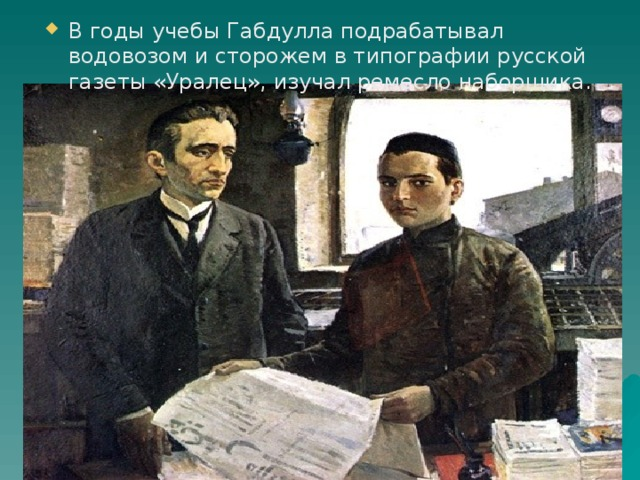 В годы учебы Габдулла подрабатывал
водовозом и сторожем в типографии русской
газеты «Уралец», изучал ремесло наборщика.